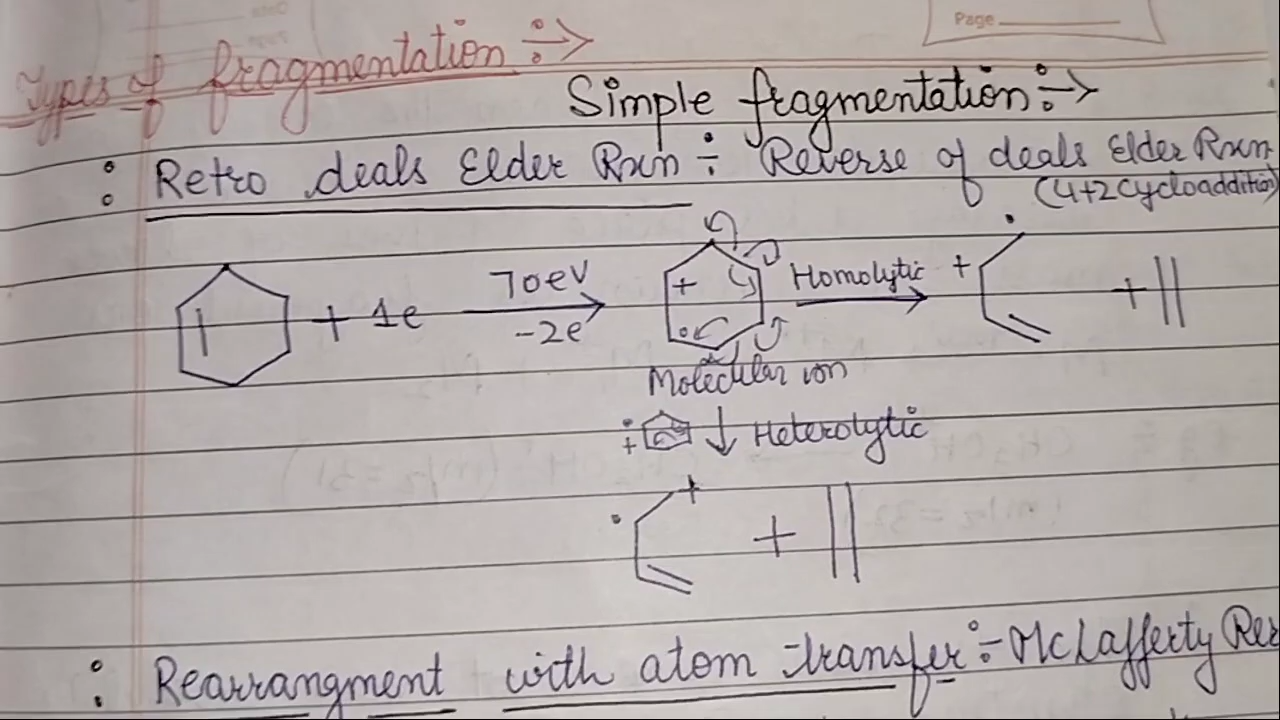 Page
Types of fragmentation :->
Simple fragmentation :->
: Retro deals Elder Rxn ÷ Reverse of deals Elder Rxn
(4+2 cycloaddition)
+ 1e 70eV -2e + Homolytic + +
Molecular ion
+ Heterolytic
+ +
: Rearrangment with atom transfer ÷ McLafferty Re